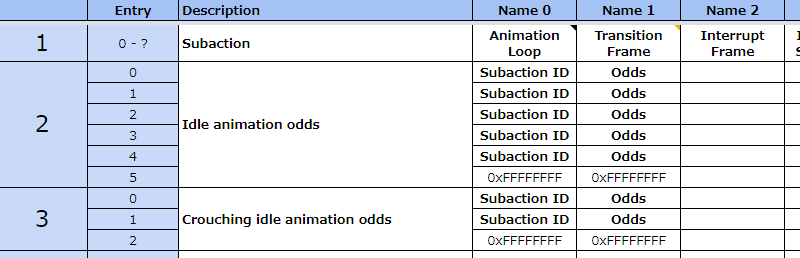 Entry Description Name 0 Name 1 Name 2
1 0 - ? Subaction Animation Loop Transition Frame Interrupt Frame
2 0 Idle animation odds Subaction ID Odds
1 Subaction ID Odds
2 Subaction ID Odds
3 Subaction ID Odds
4 Subaction ID Odds
5 0xFFFFFFFF 0xFFFFFFFF
3 0 Crouching idle animation odds Subaction ID Odds
1 Subaction ID Odds
2 0xFFFFFFFF 0xFFFFFFFF